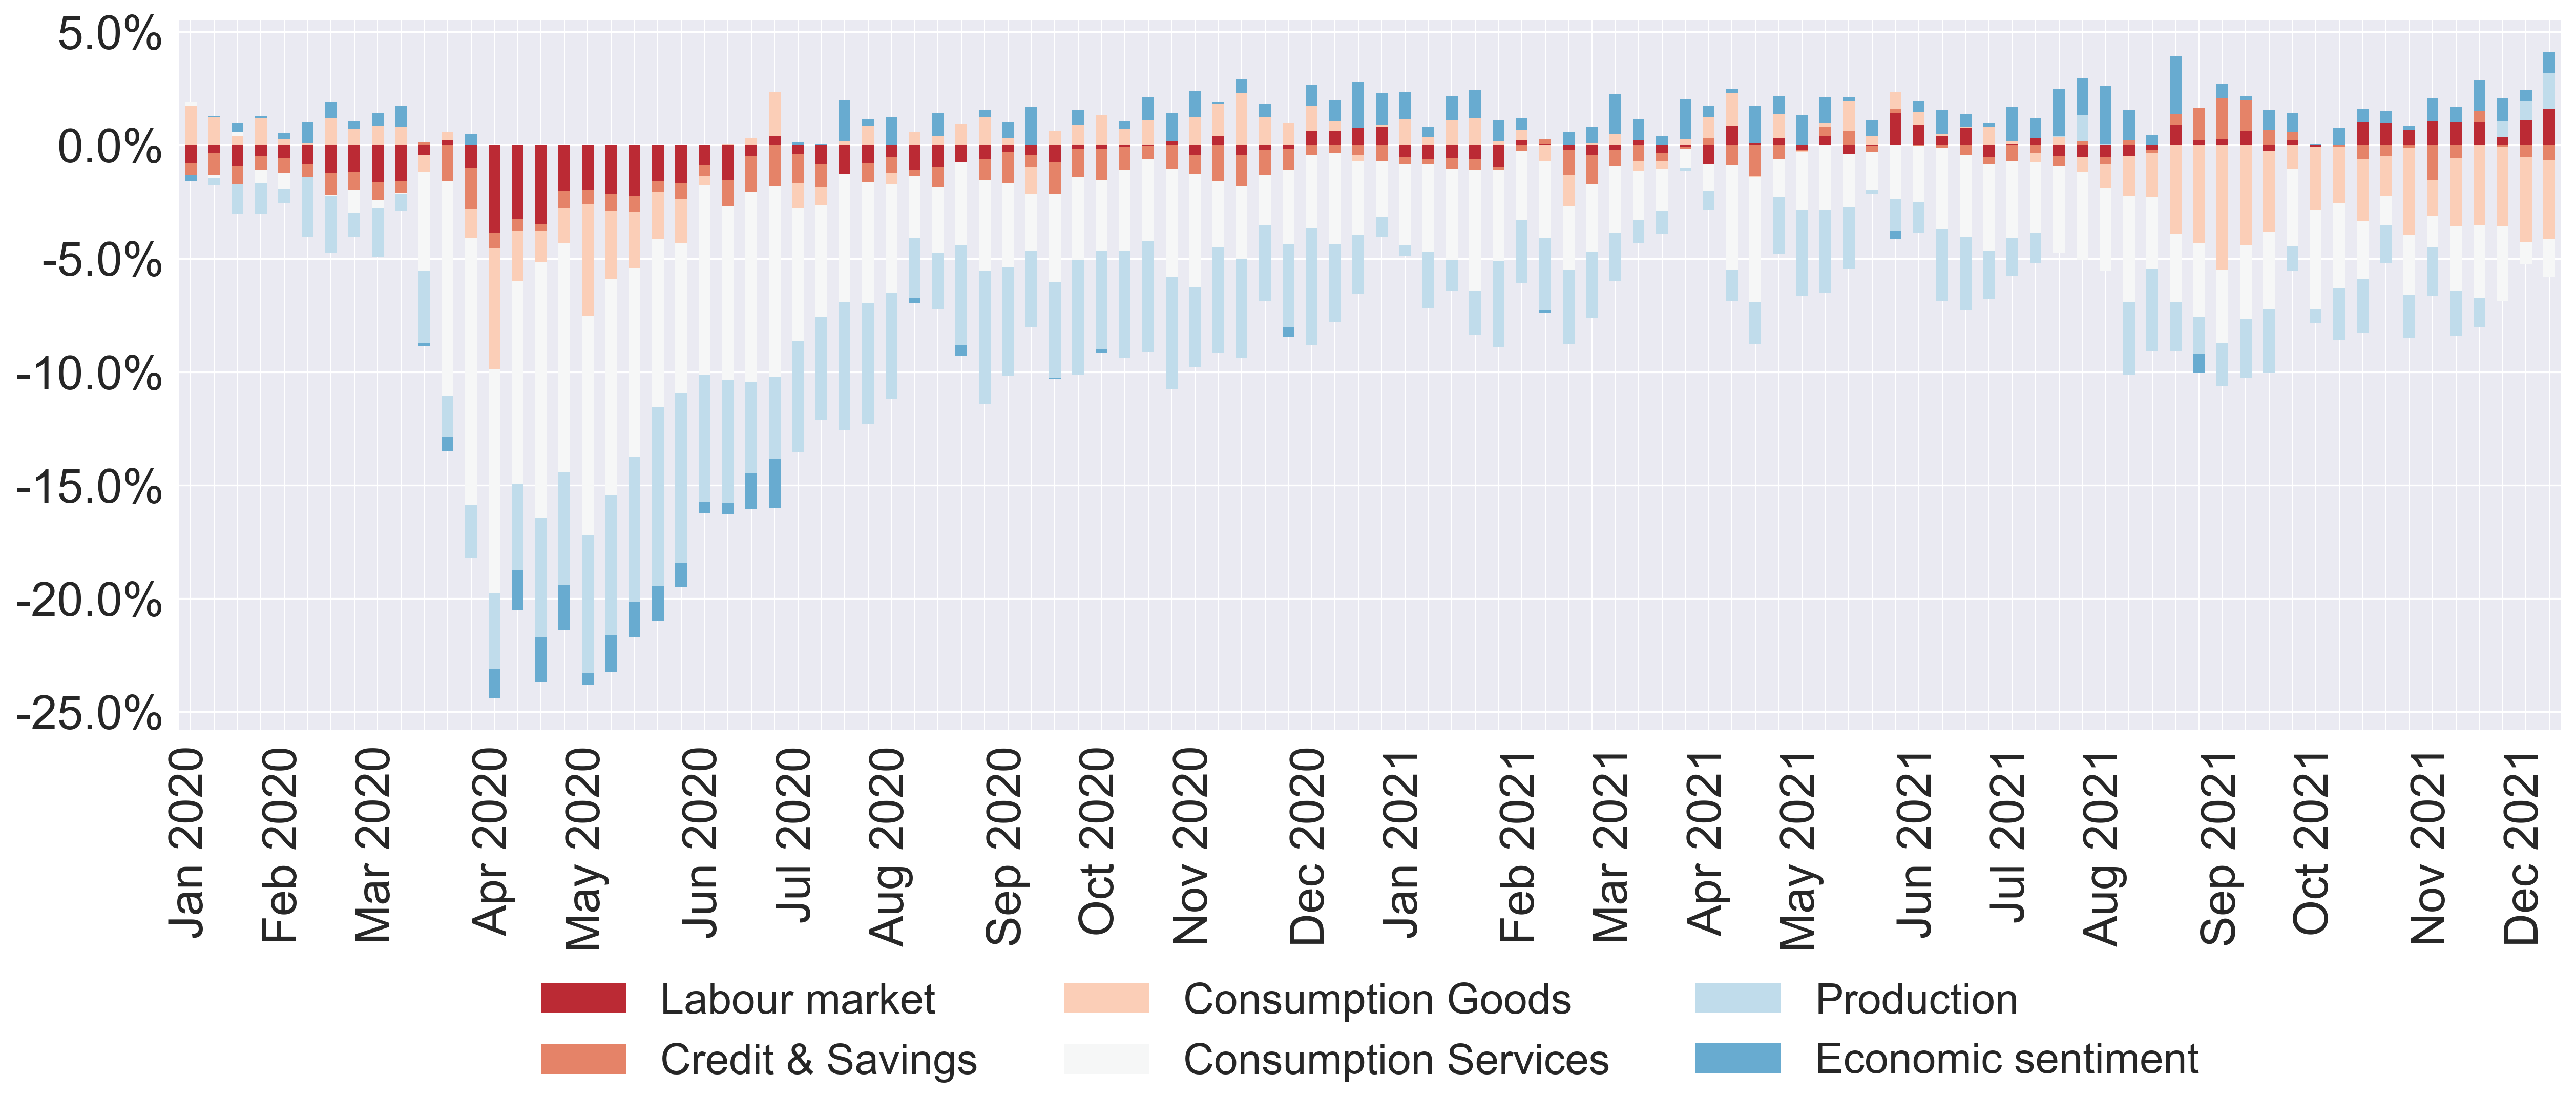 5.0%
0.0%
-5.0%
-10.0%
-15.0%
-20.0%
-25.0%
Jan 2020
Feb 2020
Mar 2020
Apr 2020
May 2020
Jun 2020
Jul 2020
Aug 2020
Sep 2020
Oct 2020
Nov 2020
Dec 2020
Jan 2021
Feb 2021
Mar 2021
Apr 2021
May 2021
Jun 2021
Jul 2021
Aug 2021
Sep 2021
Oct 2021
Nov 2021
Dec 2021
Labour market
Consumption Goods
Production
Credit & Savings
Consumption Services
Economic sentiment